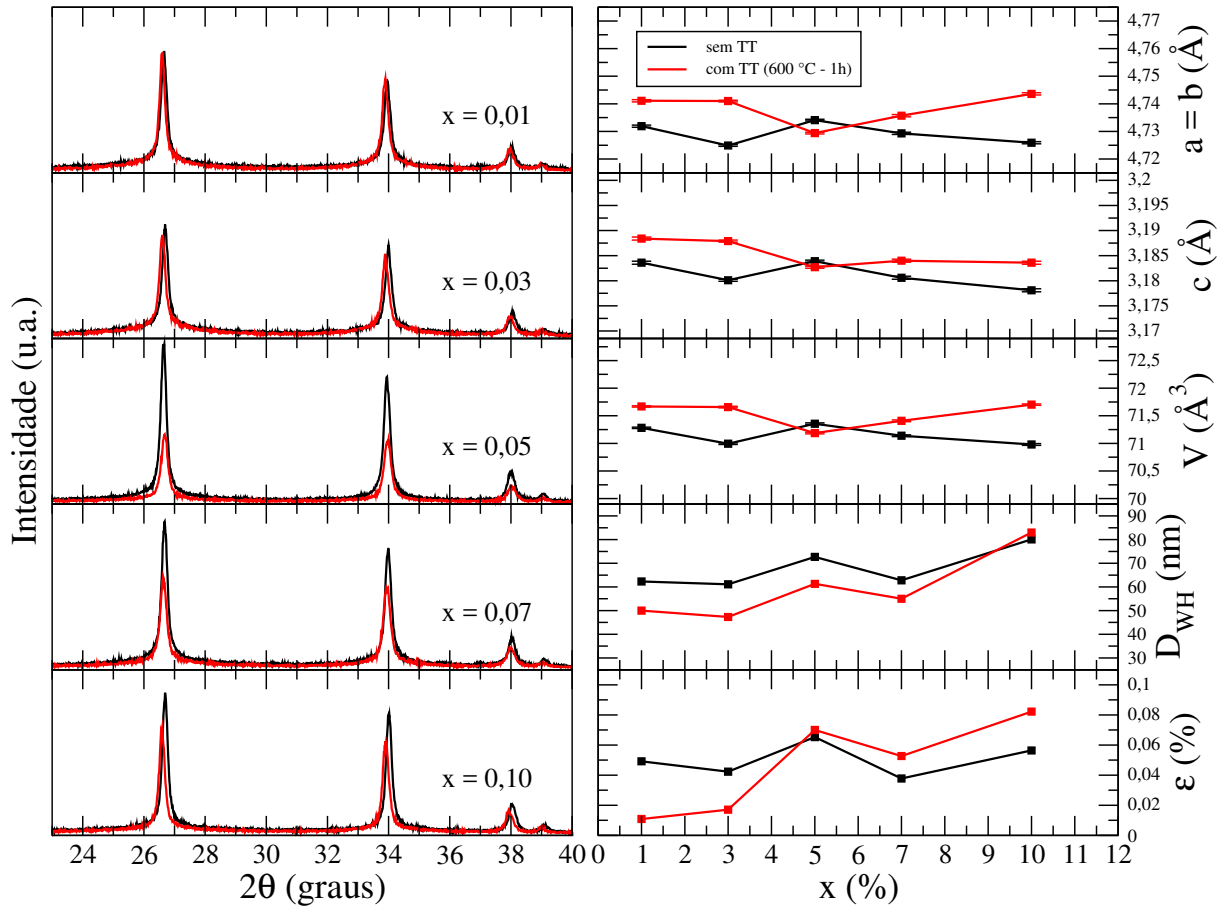 Intensidade (u.a.)
x = 0,01
x = 0,03
x = 0,05
x = 0,07
x = 0,10
24 26 28 30 32 34 36 38 40
2θ (graus)
sem TT
com TT (600 °C - 1h)
4,77
4,76
4,75
4,74
4,73
4,72
a = b (Å)
3,2
3,195
3,19
3,185
3,18
3,175
3,17
c (Å)
72,5
72
71,5
71
70,5
70
V (Å³)
90
80
70
60
50
40
30
D_WH (nm)
0,1
0,08
0,06
0,04
0,02
0
ε (%)
0 1 2 3 4 5 6 7 8 9 10 11 12
x (%)